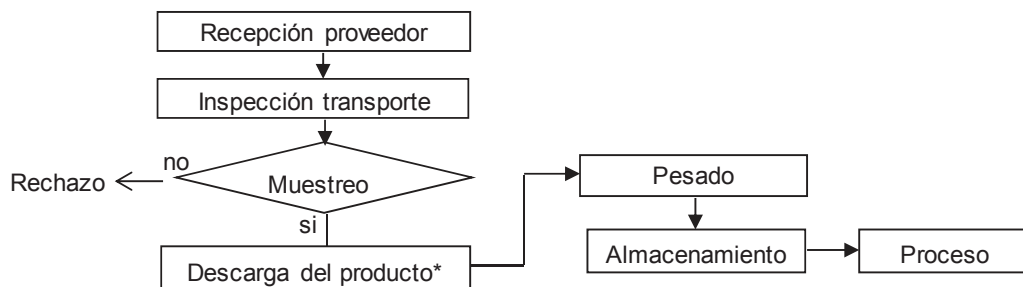 Recepción proveedor
Inspección transporte
no
Rechazo
Muestreo
si
Descarga del producto*
Pesado
Almacenamiento
Proceso